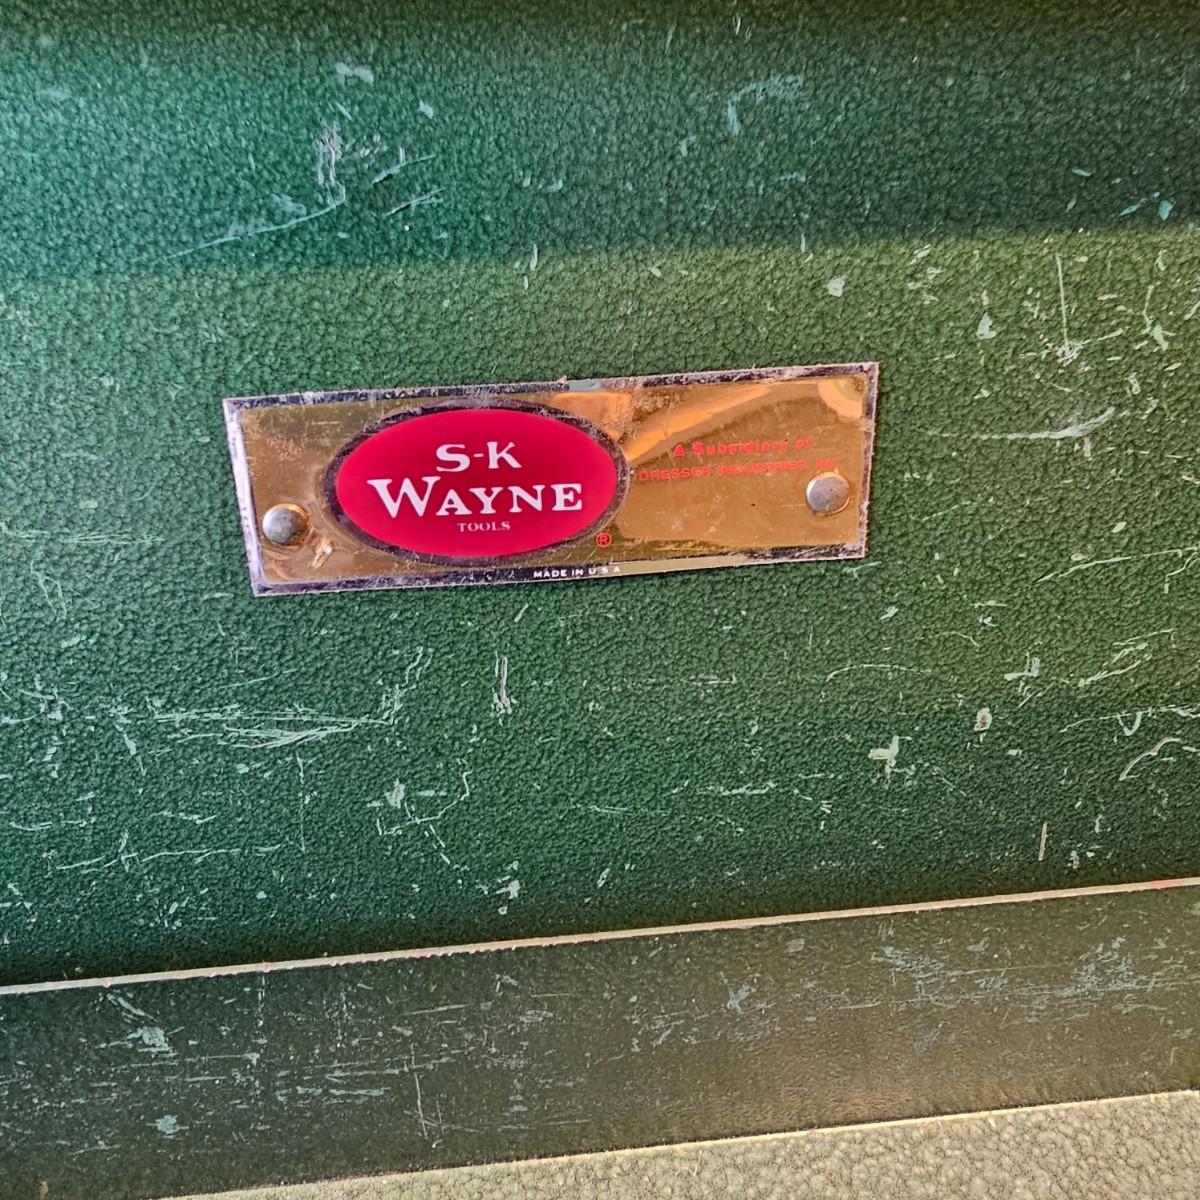 S-K
WAYNE
TOOLS
®
A Subsidiary of
DRESSER INDUSTRIES, INC.
MADE IN U S A